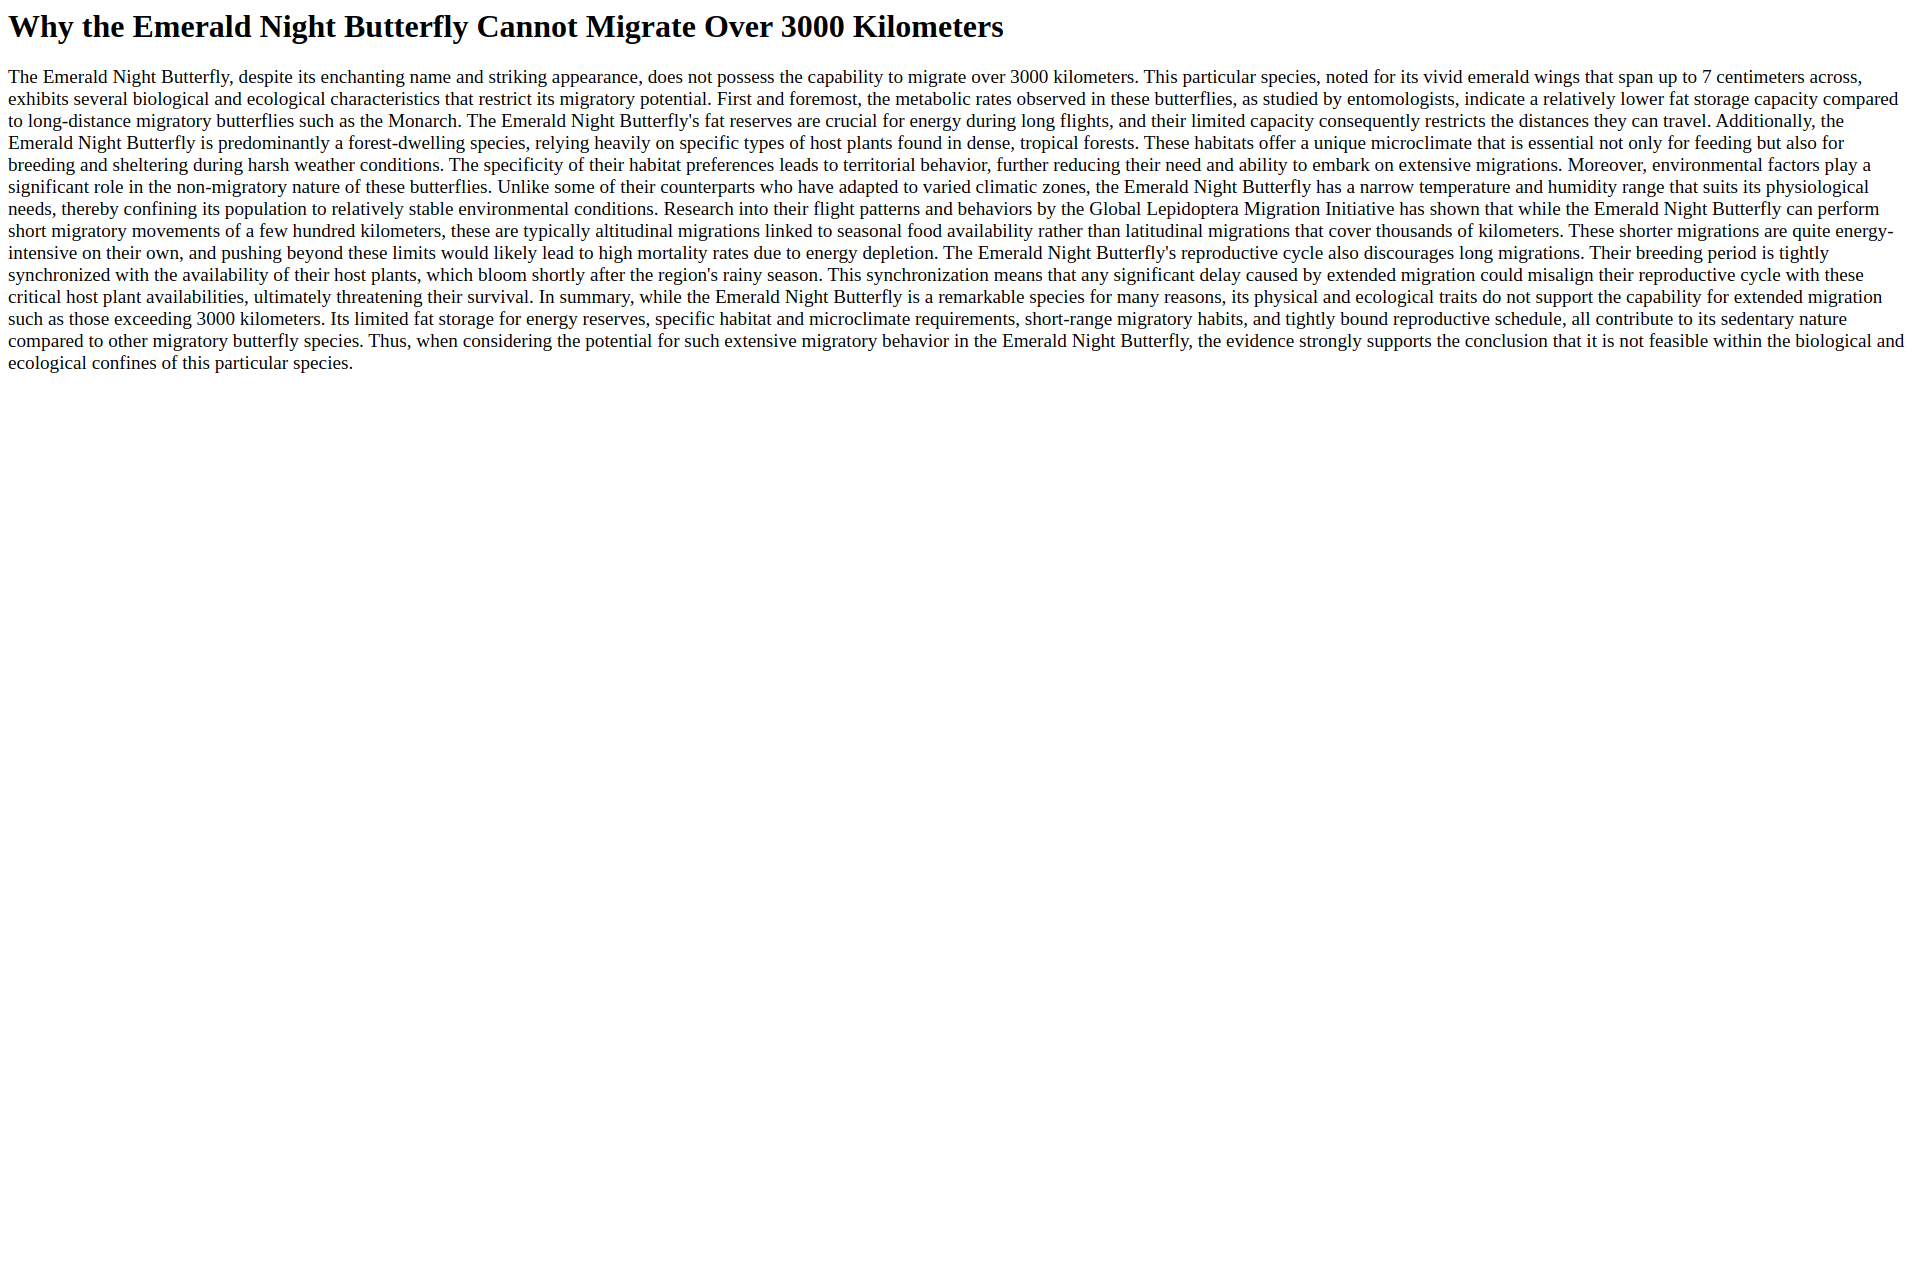 Why the Emerald Night Butterfly Cannot Migrate Over 3000 Kilometers
The Emerald Night Butterfly, despite its enchanting name and striking appearance, does not possess the capability to migrate over 3000 kilometers. This particular species, noted for its vivid emerald wings that span up to 7 centimeters across,
exhibits several biological and ecological characteristics that restrict its migratory potential. First and foremost, the metabolic rates observed in these butterflies, as studied by entomologists, indicate a relatively lower fat storage capacity compared
to long-distance migratory butterflies such as the Monarch. The Emerald Night Butterfly's fat reserves are crucial for energy during long flights, and their limited capacity consequently restricts the distances they can travel. Additionally, the
Emerald Night Butterfly is predominantly a forest-dwelling species, relying heavily on specific types of host plants found in dense, tropical forests. These habitats offer a unique microclimate that is essential not only for feeding but also for
breeding and sheltering during harsh weather conditions. The specificity of their habitat preferences leads to territorial behavior, further reducing their need and ability to embark on extensive migrations. Moreover, environmental factors play a
significant role in the non-migratory nature of these butterflies. Unlike some of their counterparts who have adapted to varied climatic zones, the Emerald Night Butterfly has a narrow temperature and humidity range that suits its physiological
needs, thereby confining its population to relatively stable environmental conditions. Research into their flight patterns and behaviors by the Global Lepidoptera Migration Initiative has shown that while the Emerald Night Butterfly can perform
short migratory movements of a few hundred kilometers, these are typically altitudinal migrations linked to seasonal food availability rather than latitudinal migrations that cover thousands of kilometers. These shorter migrations are quite energy-
intensive on their own, and pushing beyond these limits would likely lead to high mortality rates due to energy depletion. The Emerald Night Butterfly's reproductive cycle also discourages long migrations. Their breeding period is tightly
synchronized with the availability of their host plants, which bloom shortly after the region's rainy season. This synchronization means that any significant delay caused by extended migration could misalign their reproductive cycle with these
critical host plant availabilities, ultimately threatening their survival. In summary, while the Emerald Night Butterfly is a remarkable species for many reasons, its physical and ecological traits do not support the capability for extended migration
such as those exceeding 3000 kilometers. Its limited fat storage for energy reserves, specific habitat and microclimate requirements, short-range migratory habits, and tightly bound reproductive schedule, all contribute to its sedentary nature
compared to other migratory butterfly species. Thus, when considering the potential for such extensive migratory behavior in the Emerald Night Butterfly, the evidence strongly supports the conclusion that it is not feasible within the biological and
ecological confines of this particular species.